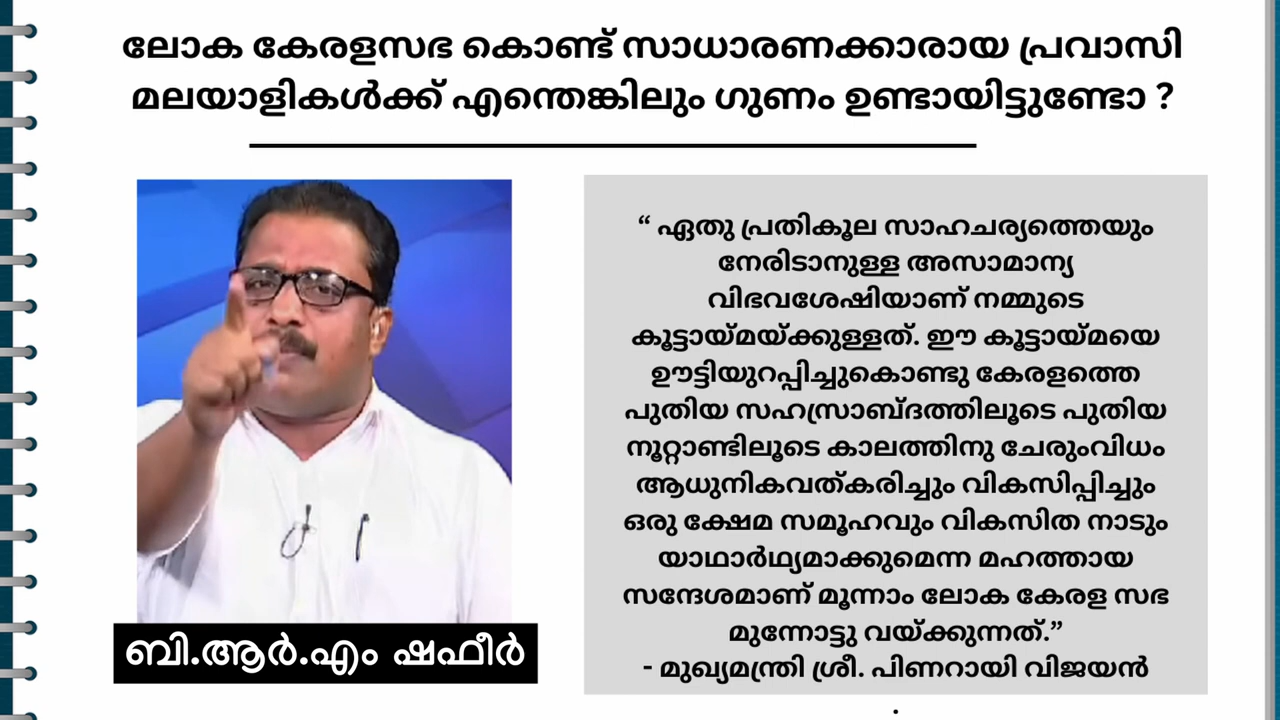 ലോക കേരളസഭ കൊണ്ട് സാധാരണക്കാരായ പ്രവാസി
മലയാളികൾക്ക് എന്തെങ്കിലും ഗുണം ഉണ്ടായിട്ടുണ്ടോ ?
“ ഏതു പ്രതികൂല സാഹചര്യത്തെയും
നേരിടാനുള്ള അസാമാന്യ
വിഭവശേഷിയാണ് നമ്മുടെ
കൂട്ടായ്മയ്ക്കുള്ളത്. ഈ കൂട്ടായ്മയെ
ഊട്ടിയുറപ്പിച്ചുകൊണ്ടു കേരളത്തെ
പുതിയ സഹസ്രാബ്ദത്തിലൂടെ പുതിയ
നൂറ്റാണ്ടിലൂടെ കാലത്തിനു ചേരുംവിധം
ആധുനികവത്കരിച്ചും വികസിപ്പിച്ചും
ഒരു ക്ഷേമ സമൂഹവും വികസിത നാടും
യാഥാർഥ്യമാക്കുമെന്ന മഹത്തായ
സന്ദേശമാണ് മൂന്നാം ലോക കേരള സഭ
മുന്നോട്ടു വയ്ക്കുന്നത്.”
- മുഖ്യമന്ത്രി ശ്രീ. പിണറായി വിജയൻ
.
ബി.ആർ.എം ഷഫീർ